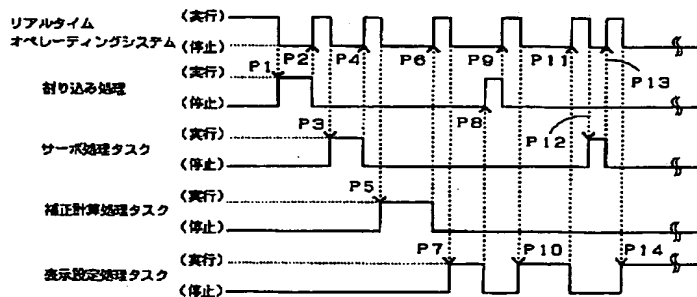 リアルタイム
オペレーティングシステム
(実行)
(停止)
P1
P2
P4
P6
P9
P11
P13
割り込み処理
(実行)
(停止)
P3
P8
P12
サーボ処理タスク
(実行)
(停止)
P5
補正計算処理タスク
(実行)
(停止)
P7
P10
P14
表示設定処理タスク
(実行)
(停止)